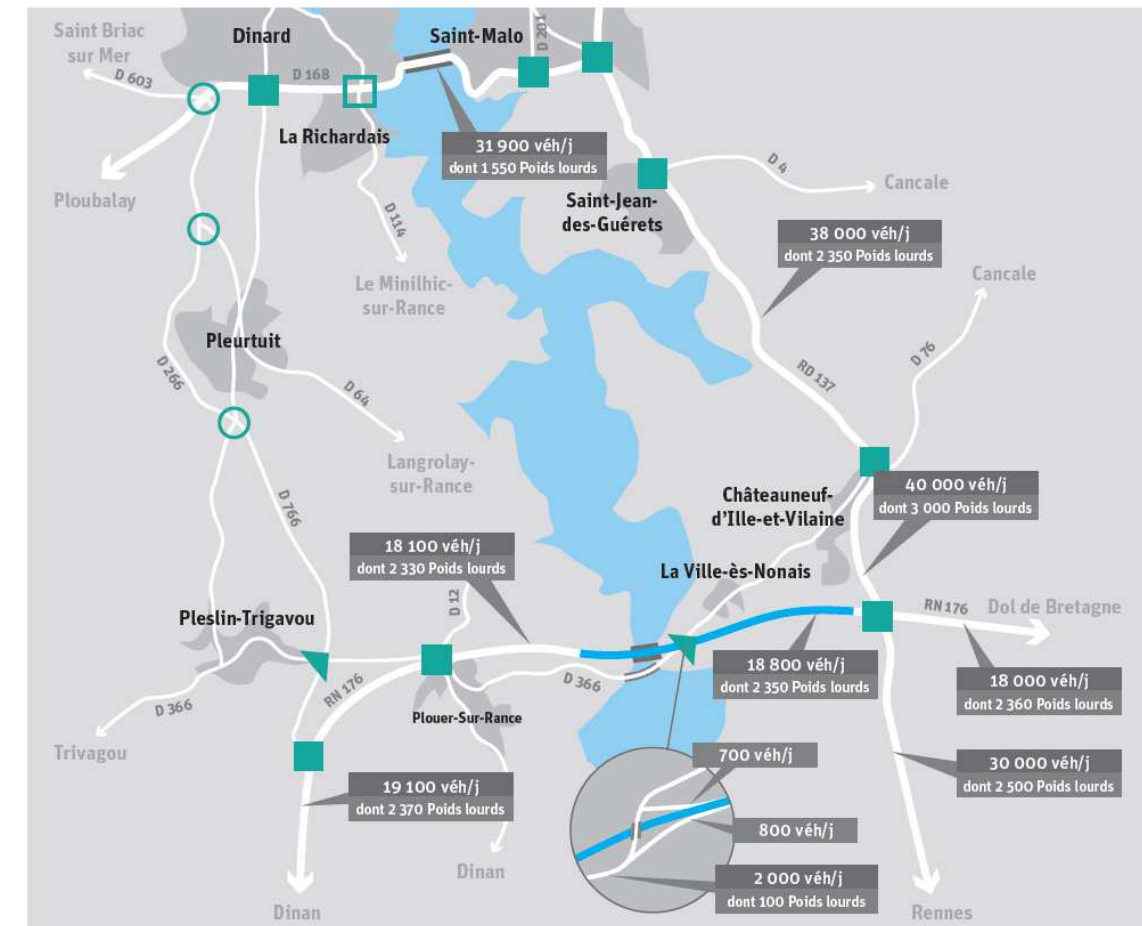 Saint Briac
sur Mer
Dinard
Saint-Malo
D 201
D 603
D 168
La Richardais
31 900 véh/j
dont 1 550 Poids lourds
D 4
Cancale
Ploubalay
Saint-Jean-
des-Guérets
D 114
38 000 véh/j
dont 2 350 Poids lourds
Cancale
Le Minilhic-
sur-Rance
Pleurtuit
D 266
D 64
RD 137
D 76
Langrolay-
sur-Rance
D 766
Châteauneuf-
d'Ille-et-Vilaine
40 000 véh/j
dont 3 000 Poids lourds
18 100 véh/j
dont 2 330 Poids lourds
La Ville-ès-Nonais
D 12
RN 176
Dol de Bretagne
Pleslin-Trigavou
18 800 véh/j
dont 2 350 Poids lourds
D 366
RN 176
18 000 véh/j
dont 2 360 Poids lourds
D 366
Plouer-Sur-Rance
Trivagou
700 véh/j
30 000 véh/j
dont 2 500 Poids lourds
19 100 véh/j
dont 2 370 Poids lourds
800 véh/j
Dinan
2 000 véh/j
dont 100 Poids lourds
Dinan
Rennes